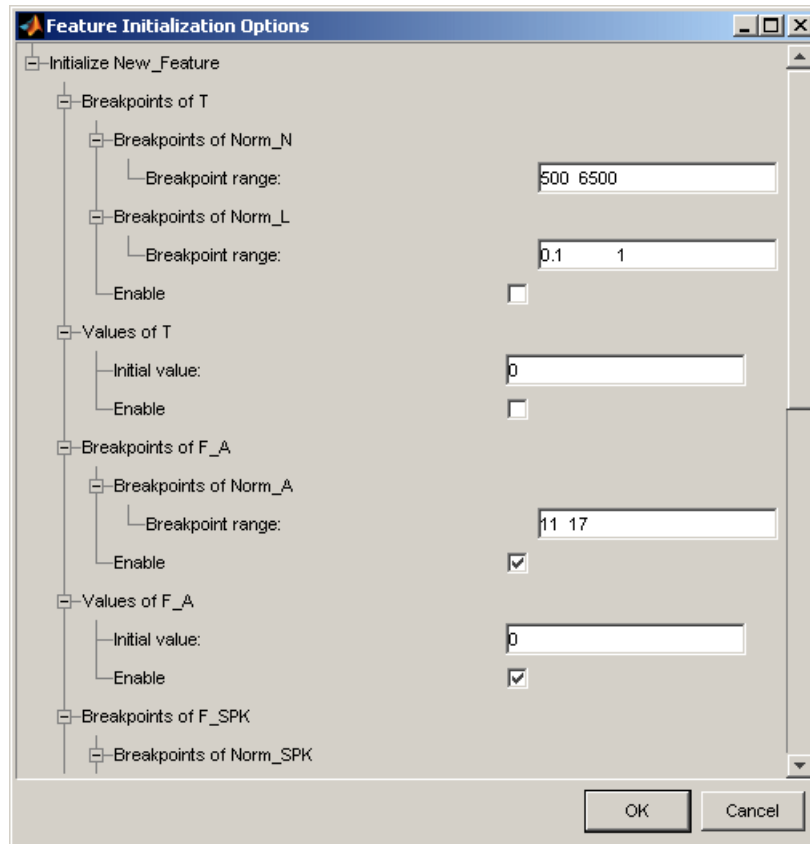 Feature Initialization Options
Initialize New_Feature
Breakpoints of T
Breakpoints of Norm_N
Breakpoint range: 500 6500
Breakpoints of Norm_L
Breakpoint range: 0.1 1
Enable
Values of T
Initial value: 0
Enable
Breakpoints of F_A
Breakpoints of Norm_A
Breakpoint range: 11 17
Enable
Values of F_A
Initial value: 0
Enable
Breakpoints of F_SPK
Breakpoints of Norm_SPK
OK Cancel